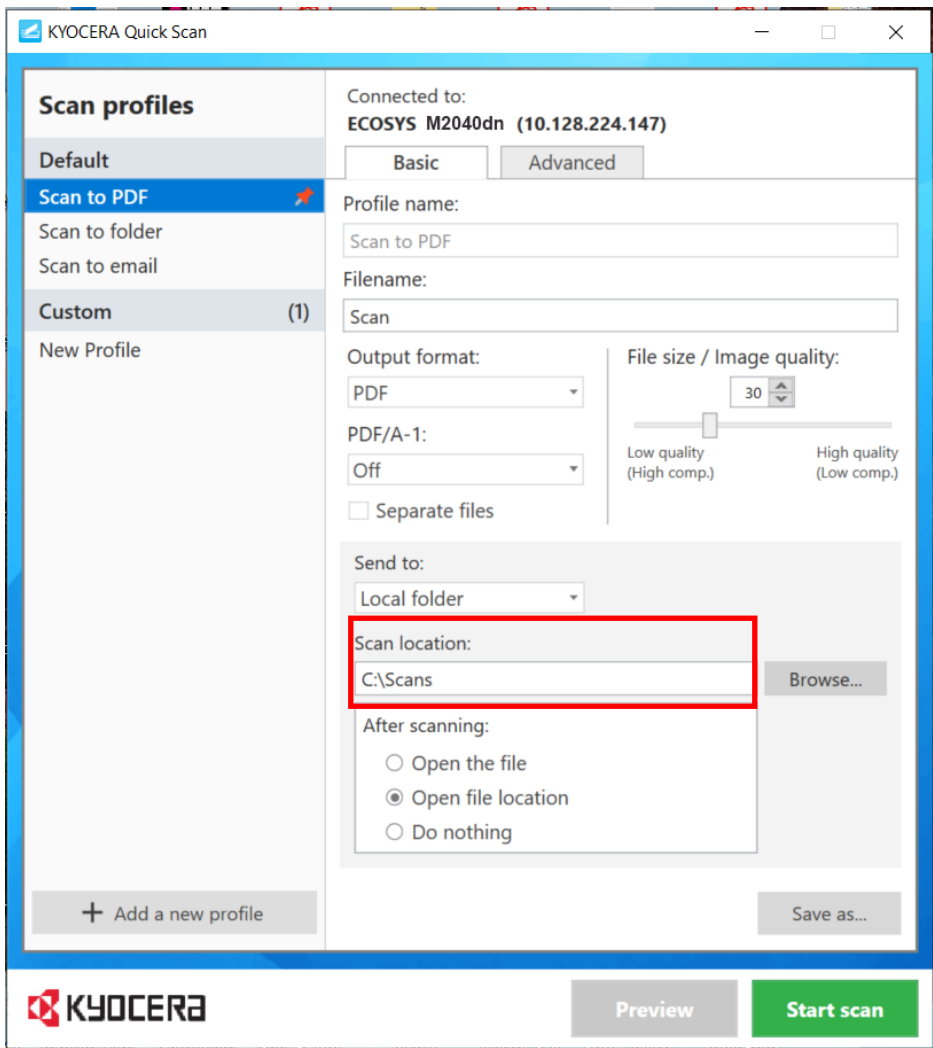 KYOCERA Quick Scan
Scan profiles
Default
Scan to PDF
Scan to folder
Scan to email
Custom (1)
New Profile
+ Add a new profile
Connected to:
ECOSYS M2040dn (10.128.224.147)
Basic Advanced
Profile name:
Scan to PDF
Filename:
Scan
Output format:
PDF
PDF/A-1:
Off
Separate files
File size / Image quality:
30
Low quality High quality
(High comp.) (Low comp.)
Send to:
Local folder
Scan location:
C:\Scans Browse...
After scanning:
Open the file
Open file location
Do nothing
Save as...
KYOCERA Preview Start scan